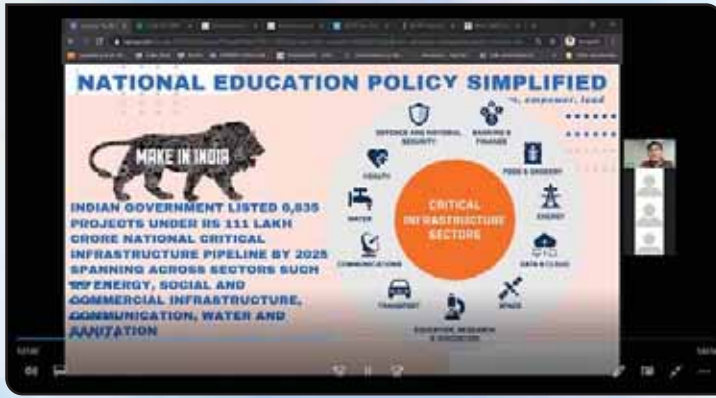 NATIONAL EDUCATION POLICY SIMPLIFIED
empower, lead
MAKE IN INDIA
INDIAN GOVERNMENT LISTED 6,835
PROJECTS UNDER RS 111 LAKH
CRORE NATIONAL CRITICAL
INFRASTRUCTURE PIPELINE BY 2025
SPANNING ACROSS SECTORS SUCH
ENERGY, SOCIAL AND
COMMERCIAL INFRASTRUCTURE,
COMMUNICATION, WATER AND
SANITATION
CRITICAL
INFRASTRUCTURE
SECTORS
DEFENCE AND NATIONAL
SECURITY
BANKING &
FINANCE
FOOD & GROCERY
ENERGY
DATA & CLOUD
SPACE
EDUCATION, RESEARCH
& INNOVATION
TRANSPORT
COMMUNICATIONS
WATER
HEALTH